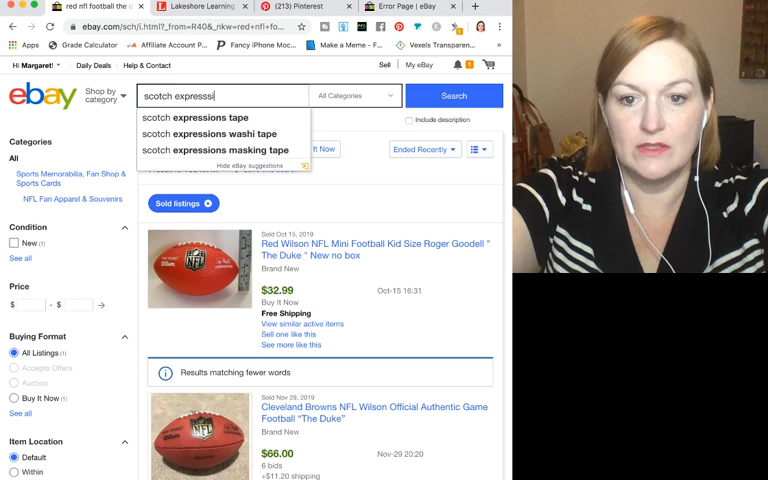 red nfl football the e
Lakeshore Learning
(213) Pinterest
Error Page | eBay
ebay.com/sch/i.html?_from=R40&_nkw=red+nfl+fo...
Apps
Grade Calculator
Affiliate Account P...
Fancy iPhone Moc...
Make a Meme - F...
Vexels Transparen...
Hi Margaret!
Daily Deals
Help & Contact
Sell
My eBay
ebay
Shop by
category
scotch expresssi
All Categories
Search
Include description
scotch expressions tape
scotch expressions washi tape
scotch expressions masking tape
Hide eBay suggestions
It Now
Ended Recently
Categories
All
Sports Memorabilia, Fan Shop &
Sports Cards
NFL Fan Apparel & Souvenirs
Condition
New (1)
See all
Price
$ - $
Buying Format
All Listings (1)
Accepts Offers
Auction
Buy It Now (1)
See all
Item Location
Default
Within
Sold listings
Sold Oct 15, 2019
Red Wilson NFL Mini Football Kid Size Roger Goodell "
The Duke " New no box
Brand New
$32.99
Oct-15 16:31
Buy It Now
Free Shipping
View similar active items
Sell one like this
See more like this
Results matching fewer words
Sold Nov 29, 2019
Cleveland Browns NFL Wilson Official Authentic Game
Football "The Duke"
Brand New
$66.00
Nov-29 20:20
6 bids
+$11.20 shipping